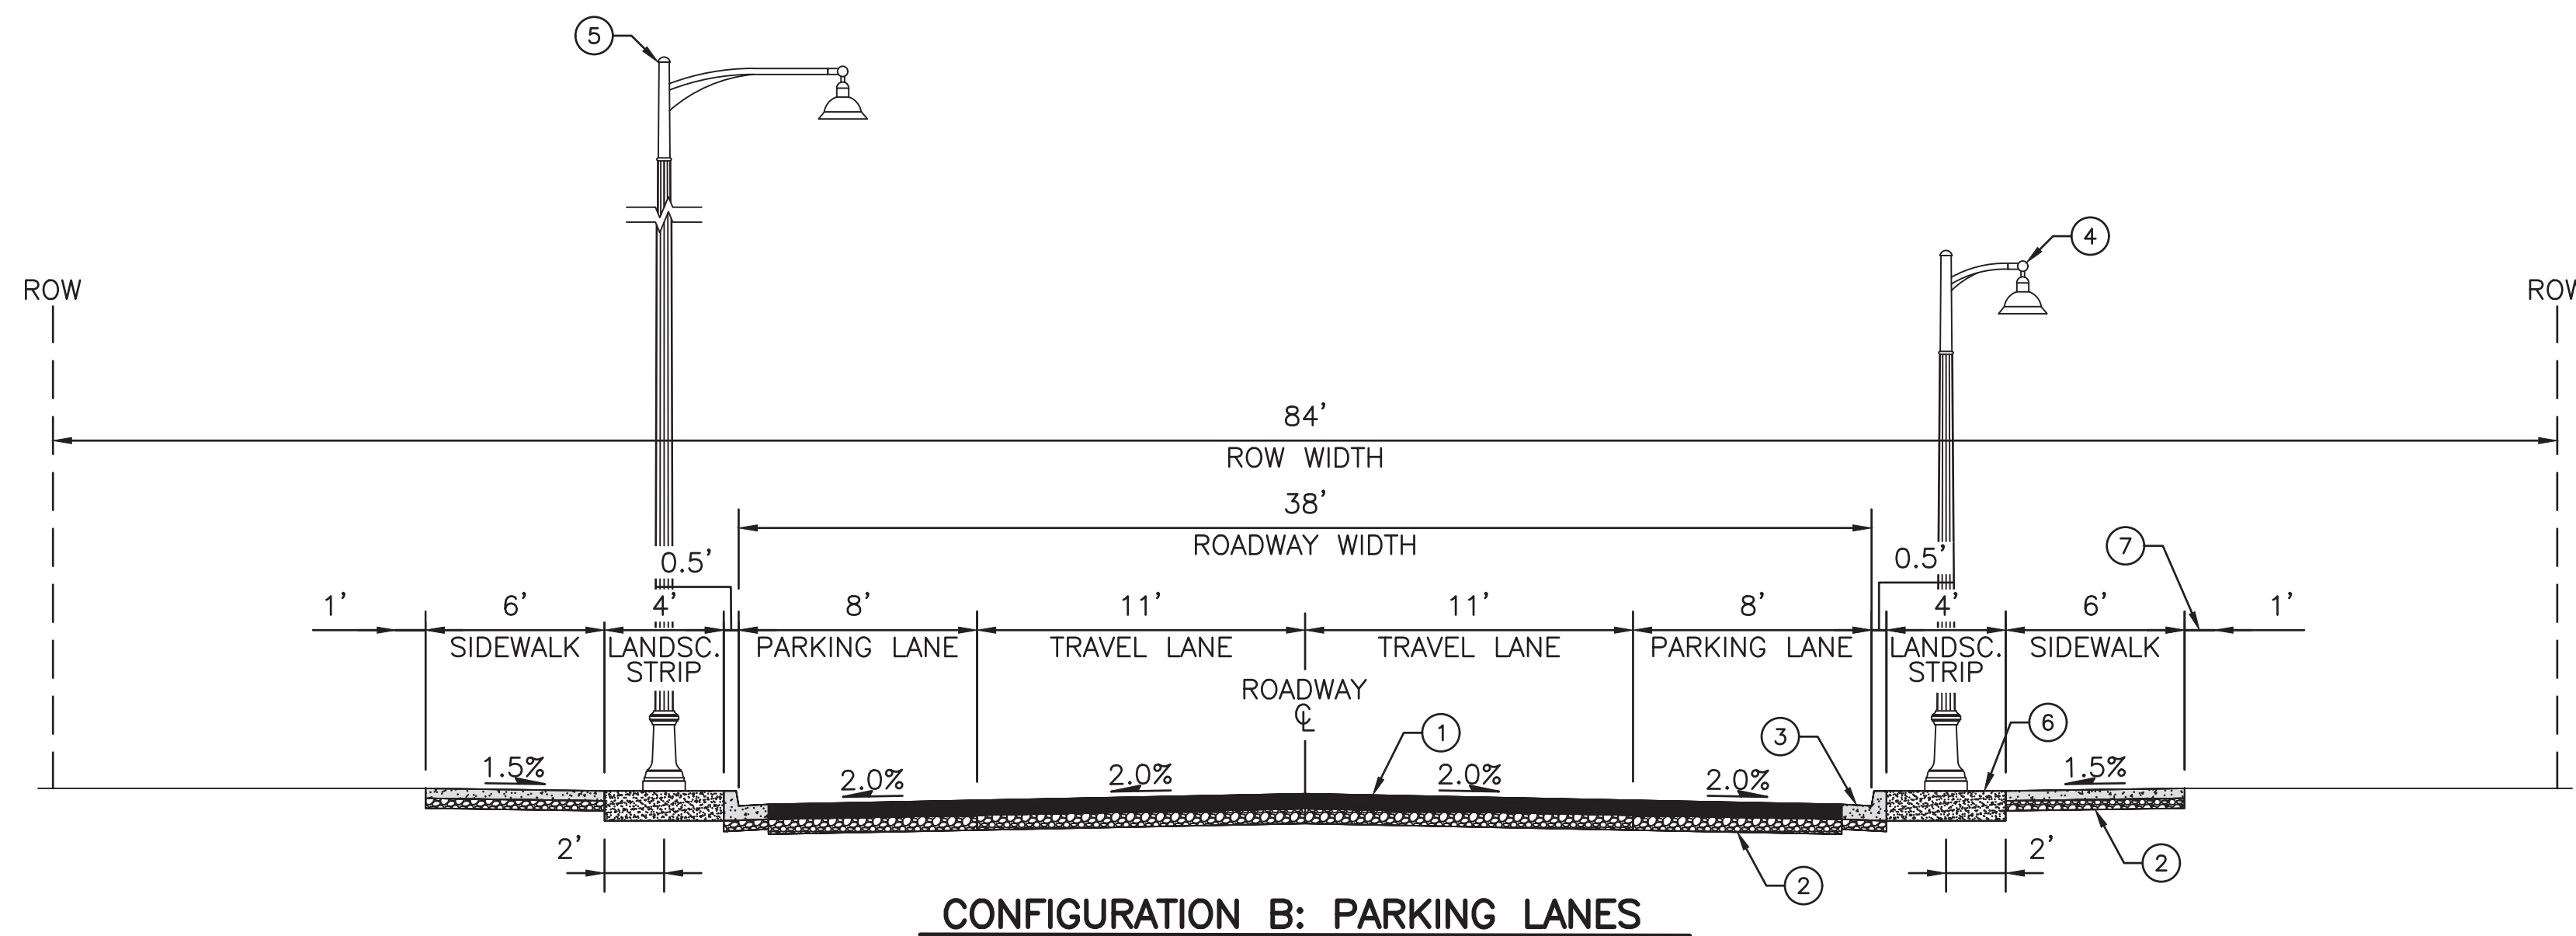 5
4
ROW
ROW
84'
ROW WIDTH
38'
ROADWAY WIDTH
0.5'
0.5'
7
1'
6'
4'
8'
11'
11'
8'
4'
6'
1'
SIDEWALK
LANDSC.
STRIP
PARKING LANE
TRAVEL LANE
TRAVEL LANE
PARKING LANE
LANDSC.
STRIP
SIDEWALK
ROADWAY
℄
1
3
6
1.5%
2.0%
2.0%
2.0%
2.0%
1.5%
2'
2'
2
2
CONFIGURATION B: PARKING LANES